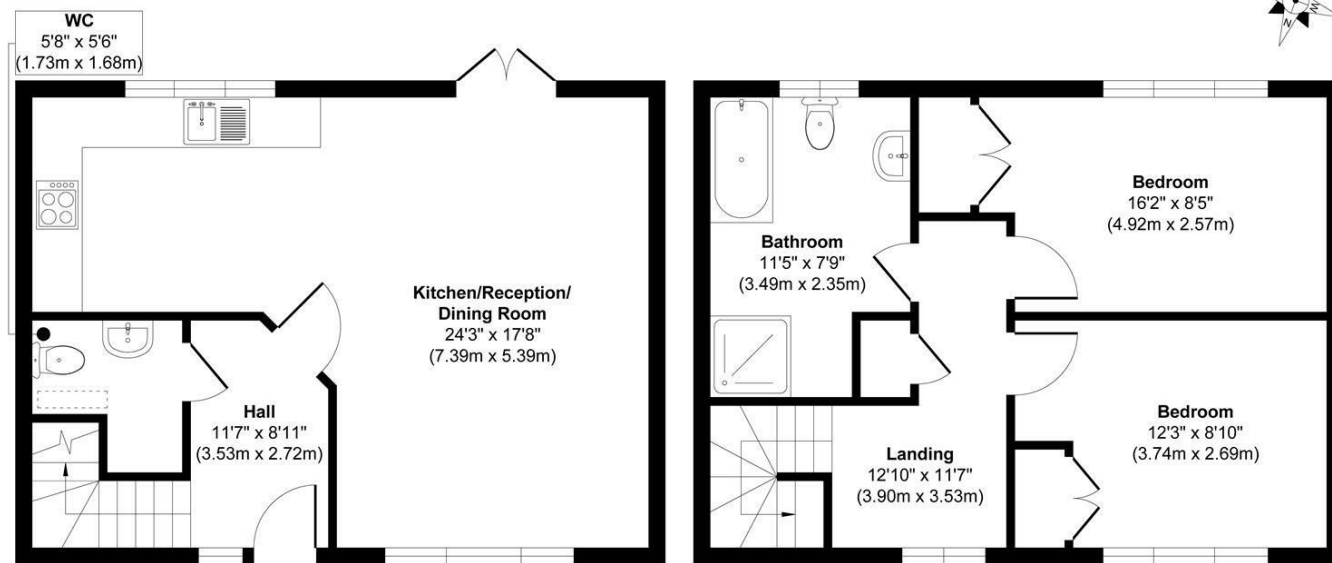 WC
5'8" x 5'6"
(1.73m x 1.68m)
Kitchen/Reception/
Dining Room
24'3" x 17'8"
(7.39m x 5.39m)
Hall
11'7" x 8'11"
(3.53m x 2.72m)
Bathroom
11'5" x 7'9"
(3.49m x 2.35m)
Bedroom
16'2" x 8'5"
(4.92m x 2.57m)
Landing
12'10" x 11'7"
(3.90m x 3.53m)
Bedroom
12'3" x 8'10"
(3.74m x 2.69m)
N
W